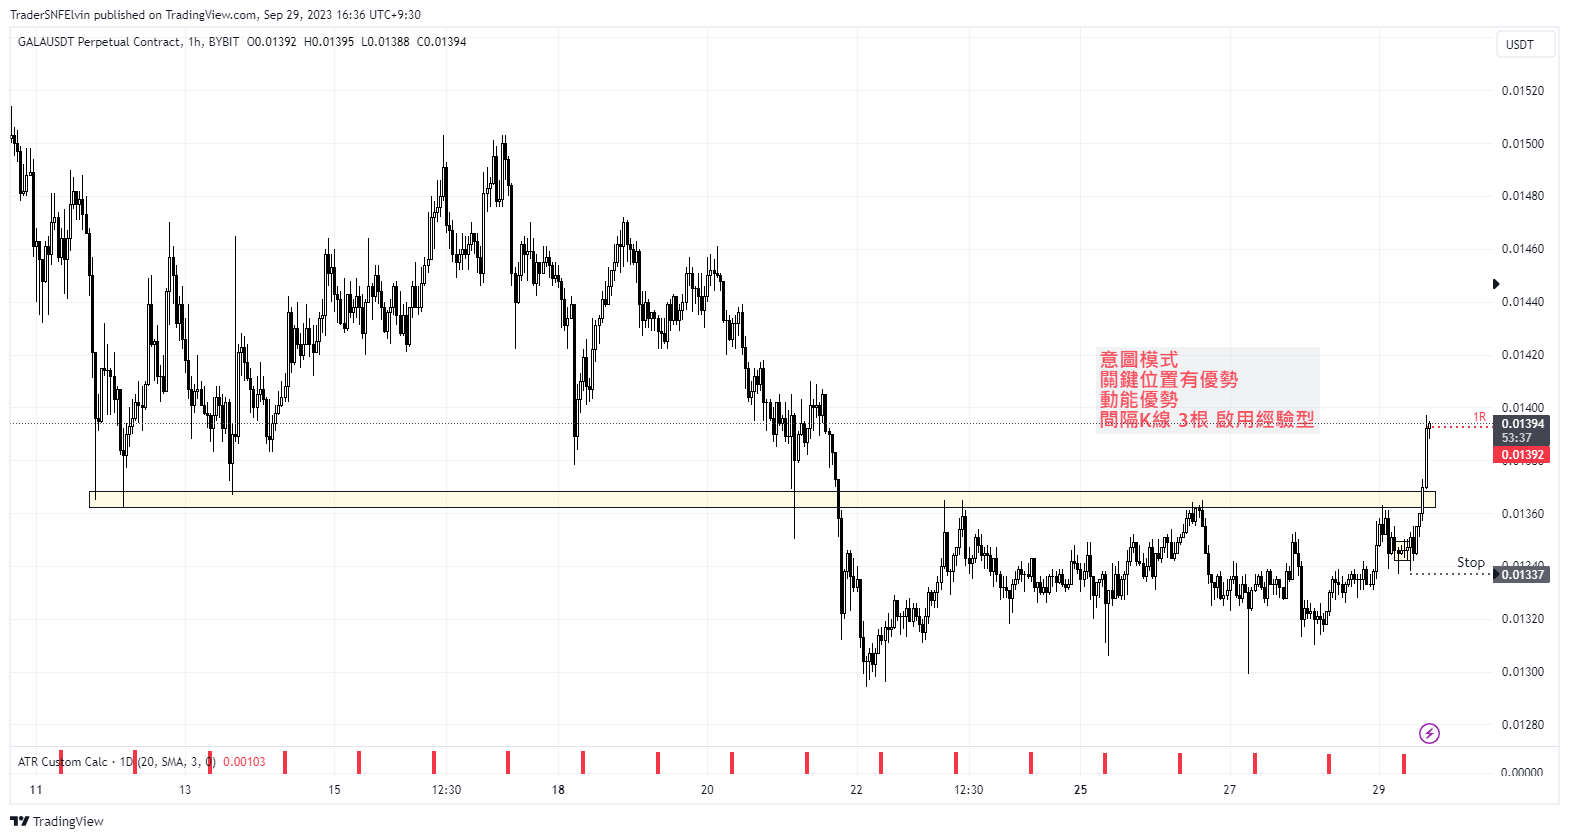 TraderSNFElvin published on TradingView.com, Sep 29, 2023 16:36 UTC+9:30
GALAUSDT Perpetual Contract, 1h, BYBIT O0.01392 H0.01395 L0.01388 C0.01394
USDT
0.01520
0.01500
0.01480
0.01460
0.01440
0.01420
意圖模式
關鍵位置有優勢
動能優勢
間隔K線 3根 啟用經驗型
0.01400
1R
0.01394
53:37
0.01392
0.01380
0.01360
0.01340
Stop
0.01337
0.01320
0.01300
0.01280
ATR Custom Calc · 1D (20, SMA, 3, 0) 0.00103
0.00000
11 13 15 12:30 18 20 22 12:30 25 27 29
TradingView